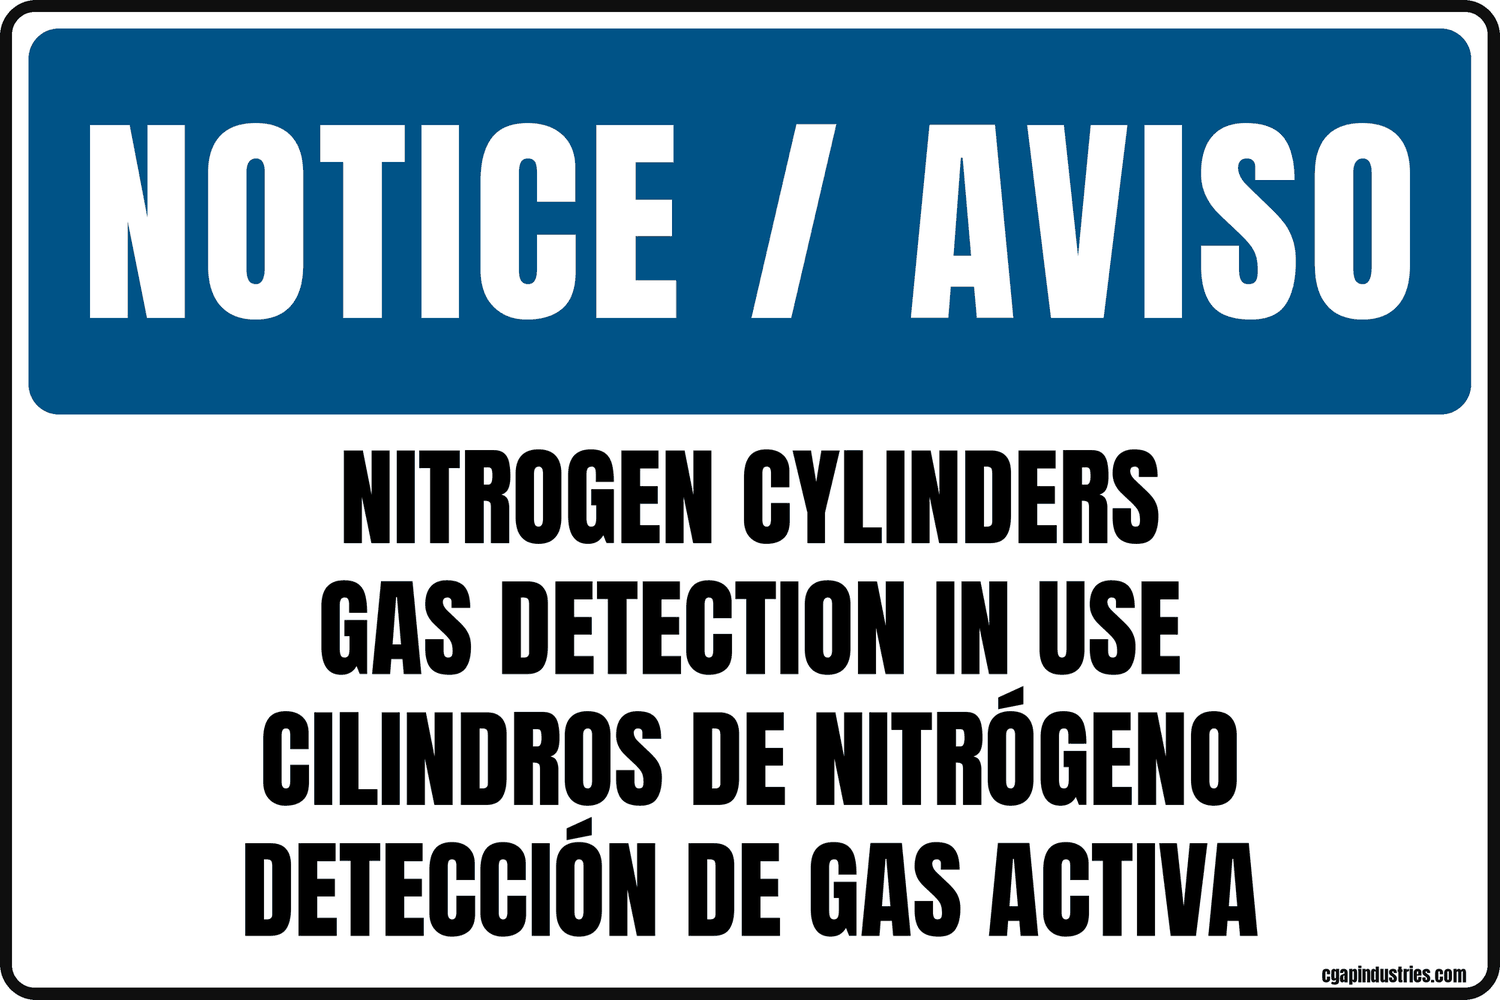 NOTICE / AVISO
NITROGEN CYLINDERS
GAS DETECTION IN USE
CILINDROS DE NITRÓGENO
DETECCIÓN DE GAS ACTIVA
cgapindustries.com